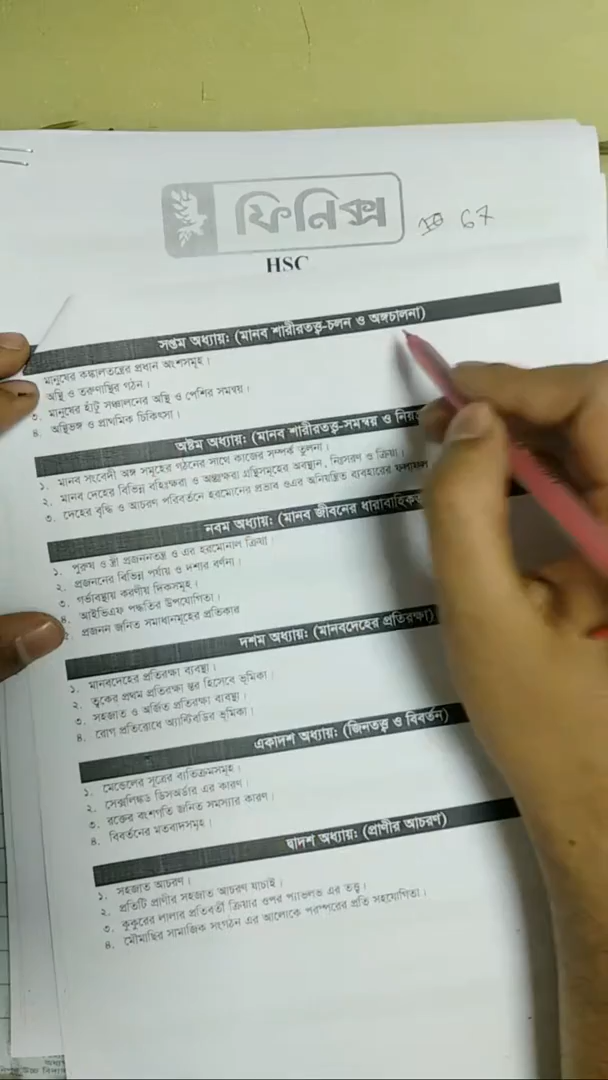 ফিনিক্স
67
HSC
সপ্তম অধ্যায়: (মানব শারীরতত্ত্ব-চলন ও অঙ্গচালনা)
মানুষের কঙ্কালতন্ত্রের প্রধান অংশসমূহ।
অস্থি ও তরুণাস্থির গঠন।
৩. মানুষের হাঁটু সঞ্চালনের অস্থি ও পেশির সমন্বয়।
৪. অস্থিভঙ্গ ও প্রাথমিক চিকিৎসা।
অষ্টম অধ্যায়: (মানব শারীরতত্ত্ব-সমন্বয় ও
১. মানব সংবেদী অঙ্গ সমূহের গঠনের সাথে কাজের সম্পর্ক তুলনা।
২. মানব দেহের বিভিন্ন বহিঃক্ষরা ও অন্তঃক্ষরা গ্রন্থিসমূহের অবস্থান, নিঃসরণ ও ক্রিয়া।
৩. দেহের বৃদ্ধি ও আচরণ পরিবর্তনে হরমোনের প্রভাব ওএর অনিয়ন্ত্রিত ব্যবহারের
নবম অধ্যায়: (মানব জীবনের
১. পুরুষ ও স্ত্রী প্রজননতন্ত্র ও এর হরমোনাল ক্রিয়া।
২. প্রজননের বিভিন্ন পর্যায় ও দশার বর্ণনা।
৩. গর্ভাবস্থায় করণীয় দিকসমূহ।
৪. আইভিএফ পদ্ধতির উপযোগিতা।
প্রজনন জনিত সমাধানমূহের প্রতিকার
দশম অধ্যায়: (মানবদেহের প্রতিরক্ষা)
১. মানবদেহের প্রতিরক্ষা ব্যবস্থা।
২. ত্বকের প্রথম প্রতিরক্ষা স্তর হিসেবে ভূমিকা।
৩. সহজাত ও অর্জিত প্রতিরক্ষা ব্যবস্থা।
৪. রোগ প্রতিরোধে অ্যান্টিবডির ভূমিকা।
একাদশ অধ্যায়: (জিনতত্ত্ব ও বিবর্তন)
১. মেন্ডেলের সূত্রের ব্যতিক্রমসমূহ।
২. সেক্সলিঙ্কড ডিসঅর্ডার এর কারণ।
৩. রক্তের বংশগতি জনিত সমস্যার কারণ।
৪. বিবর্তনের মতবাদসমূহ।
দ্বাদশ অধ্যায়: (প্রাণীর আচরণ)
১. সহজাত আচরণ।
২. প্রতিটি প্রাণীর সহজাত আচরণ যাচাই।
৩. কুকুরের লালার প্রতিবর্তী ক্রিয়ার ওপর প্যাভলভ এর তত্ত্ব।
৪. মৌমাছির সামাজিক সংগঠন এর আলোকে পরস্পরের প্রতি সহযোগিতা।